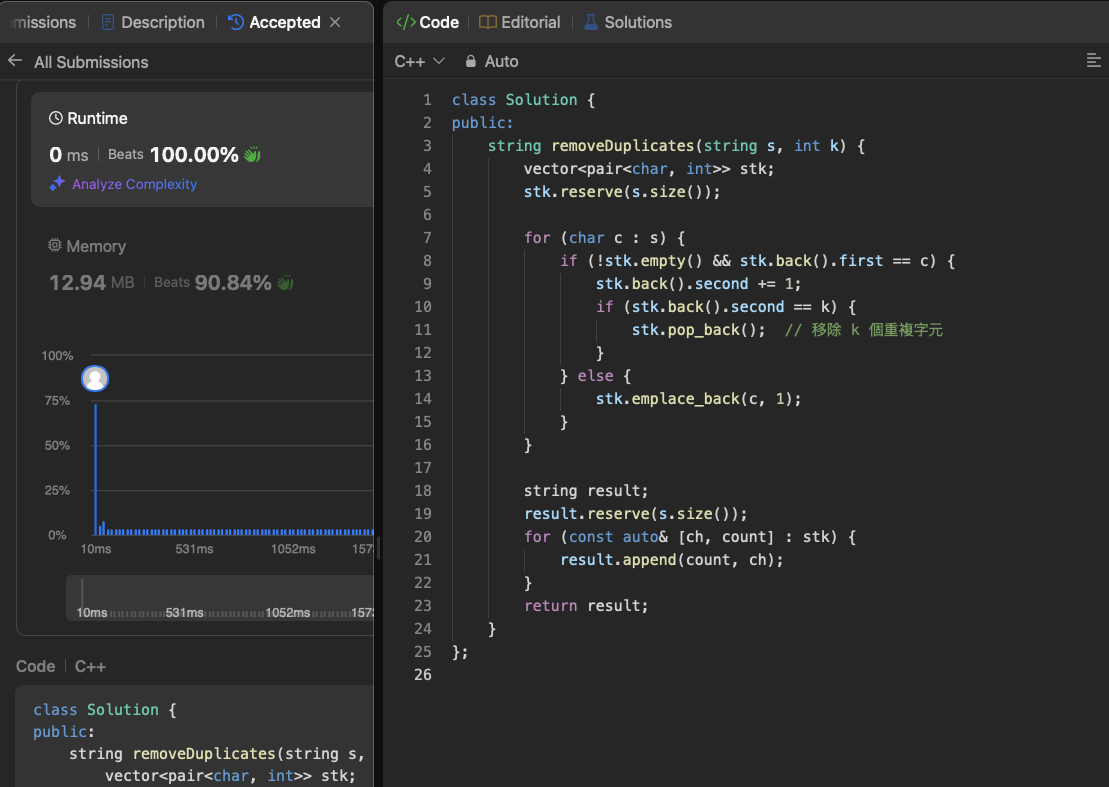 missions Description Accepted
All Submissions
Runtime
0 ms Beats 100.00%
Analyze Complexity
Memory
12.94 MB Beats 90.84%
100%
75%
50%
25%
0%
10ms 531ms 1052ms 1573
10ms 531ms 1052ms 1573
Code C++
class Solution {
public:
    string removeDuplicates(string s,
        vector<pair<char, int>> stk;
</> Code Editorial Solutions
C++ Auto
1 class Solution {
2 public:
3     string removeDuplicates(string s, int k) {
4         vector<pair<char, int>> stk;
5         stk.reserve(s.size());
6
7         for (char c : s) {
8             if (!stk.empty() && stk.back().first == c) {
9                 stk.back().second += 1;
10                 if (stk.back().second == k) {
11                     stk.pop_back();  // 移除 k 個重複字元
12                 }
13             } else {
14                 stk.emplace_back(c, 1);
15             }
16         }
17
18         string result;
19         result.reserve(s.size());
20         for (const auto& [ch, count] : stk) {
21             result.append(count, ch);
22         }
23         return result;
24     }
25 };
26